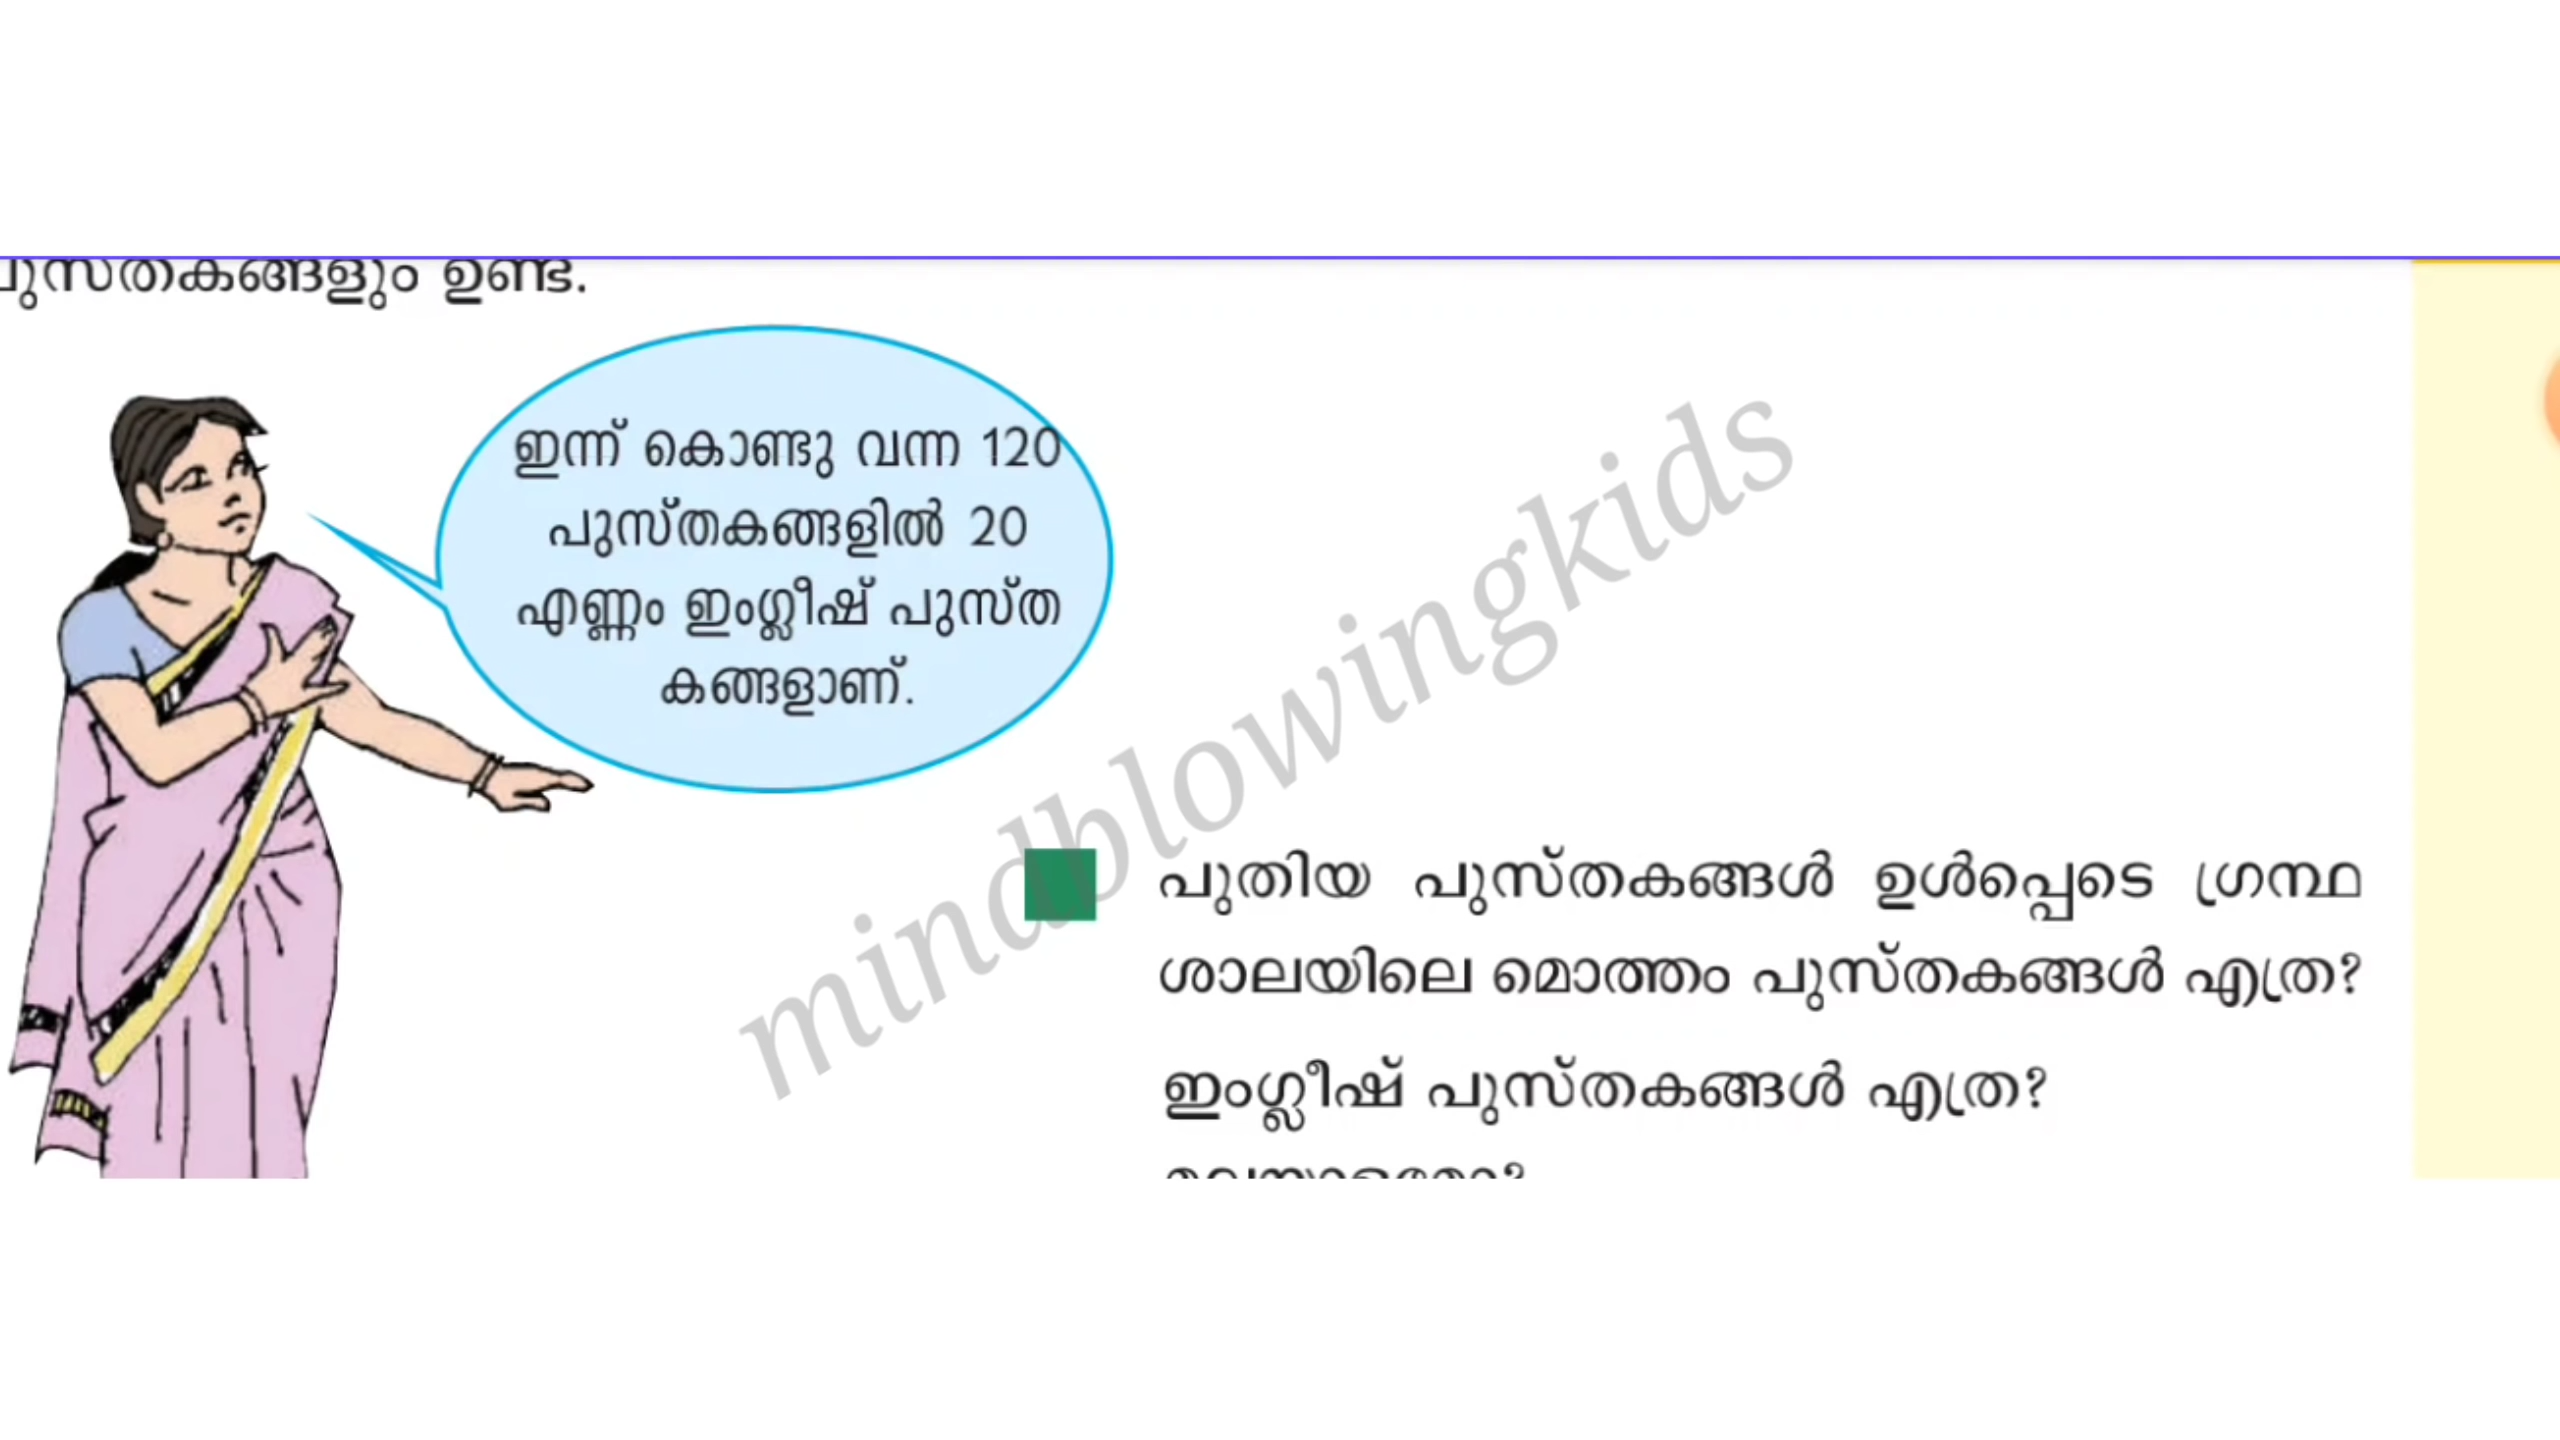 പുസ്തകങ്ങളും ഉണ്ട്.
ഇന്ന് കൊണ്ടു വന്ന 120
പുസ്തകങ്ങളിൽ 20
എണ്ണം ഇംഗ്ലീഷ് പുസ്ത
കങ്ങളാണ്.
mindblowingkids
പുതിയ പുസ്തകങ്ങൾ ഉൾപ്പെടെ ഗ്രന്ഥ
ശാലയിലെ മൊത്തം പുസ്തകങ്ങൾ എത്ര?
ഇംഗ്ലീഷ് പുസ്തകങ്ങൾ എത്ര?